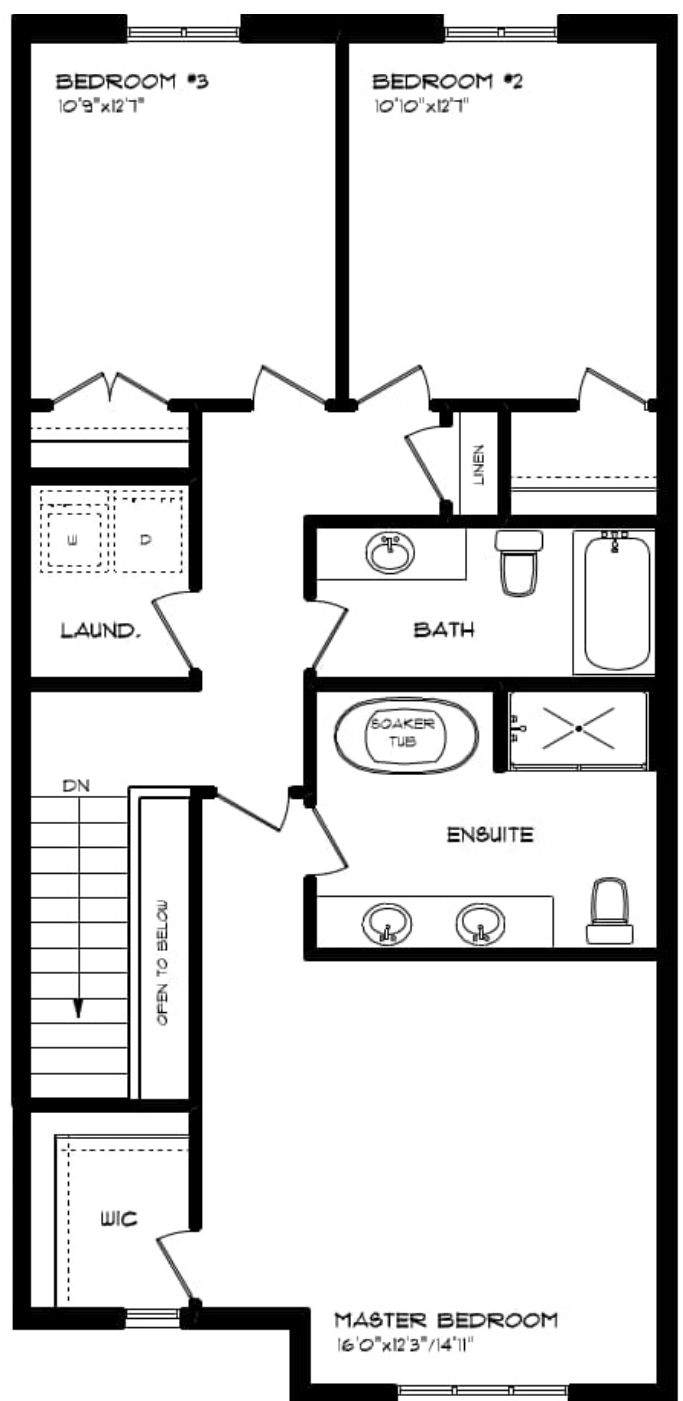 BEDROOM #3
10'9"x12'7"
BEDROOM #2
10'10"x12'7"
LINEN
W
D
LAUND.
BATH
SOAKER
TUB
DN
ENSUITE
OPEN TO BELOW
WIC
MASTER BEDROOM
16'0"x12'3"/14'11"